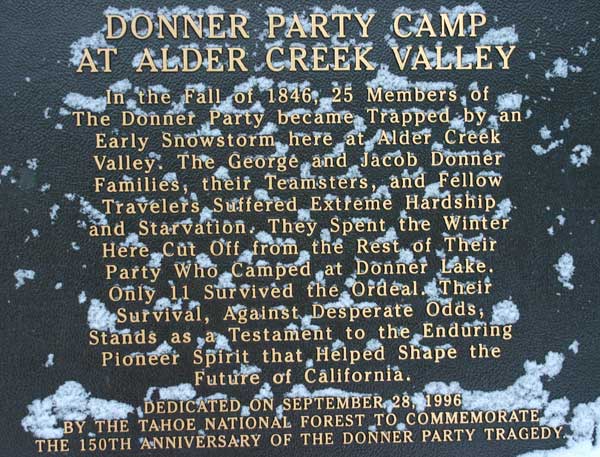 DONNER PARTY CAMP
AT ALDER CREEK VALLEY
In the Fall of 1846, 25 Members of
The Donner Party became Trapped by an
Early Snowstorm here at Alder Creek
Valley. The George and Jacob Donner
Families, their Teamsters, and Fellow
Travelers Suffered Extreme Hardship
and Starvation. They Spent the Winter
Here Cut Off from the Rest of Their
Party Who Camped at Donner Lake.
Only 11 Survived the Ordeal. Their
Survival, Against Desperate Odds,
Stands as a Testament to the Enduring
Pioneer Spirit that Helped Shape the
Future of California.
DEDICATED ON SEPTEMBER 28, 1996
BY THE TAHOE NATIONAL FOREST TO COMMEMORATE
THE 150TH ANNIVERSARY OF THE DONNER PARTY TRAGEDY.